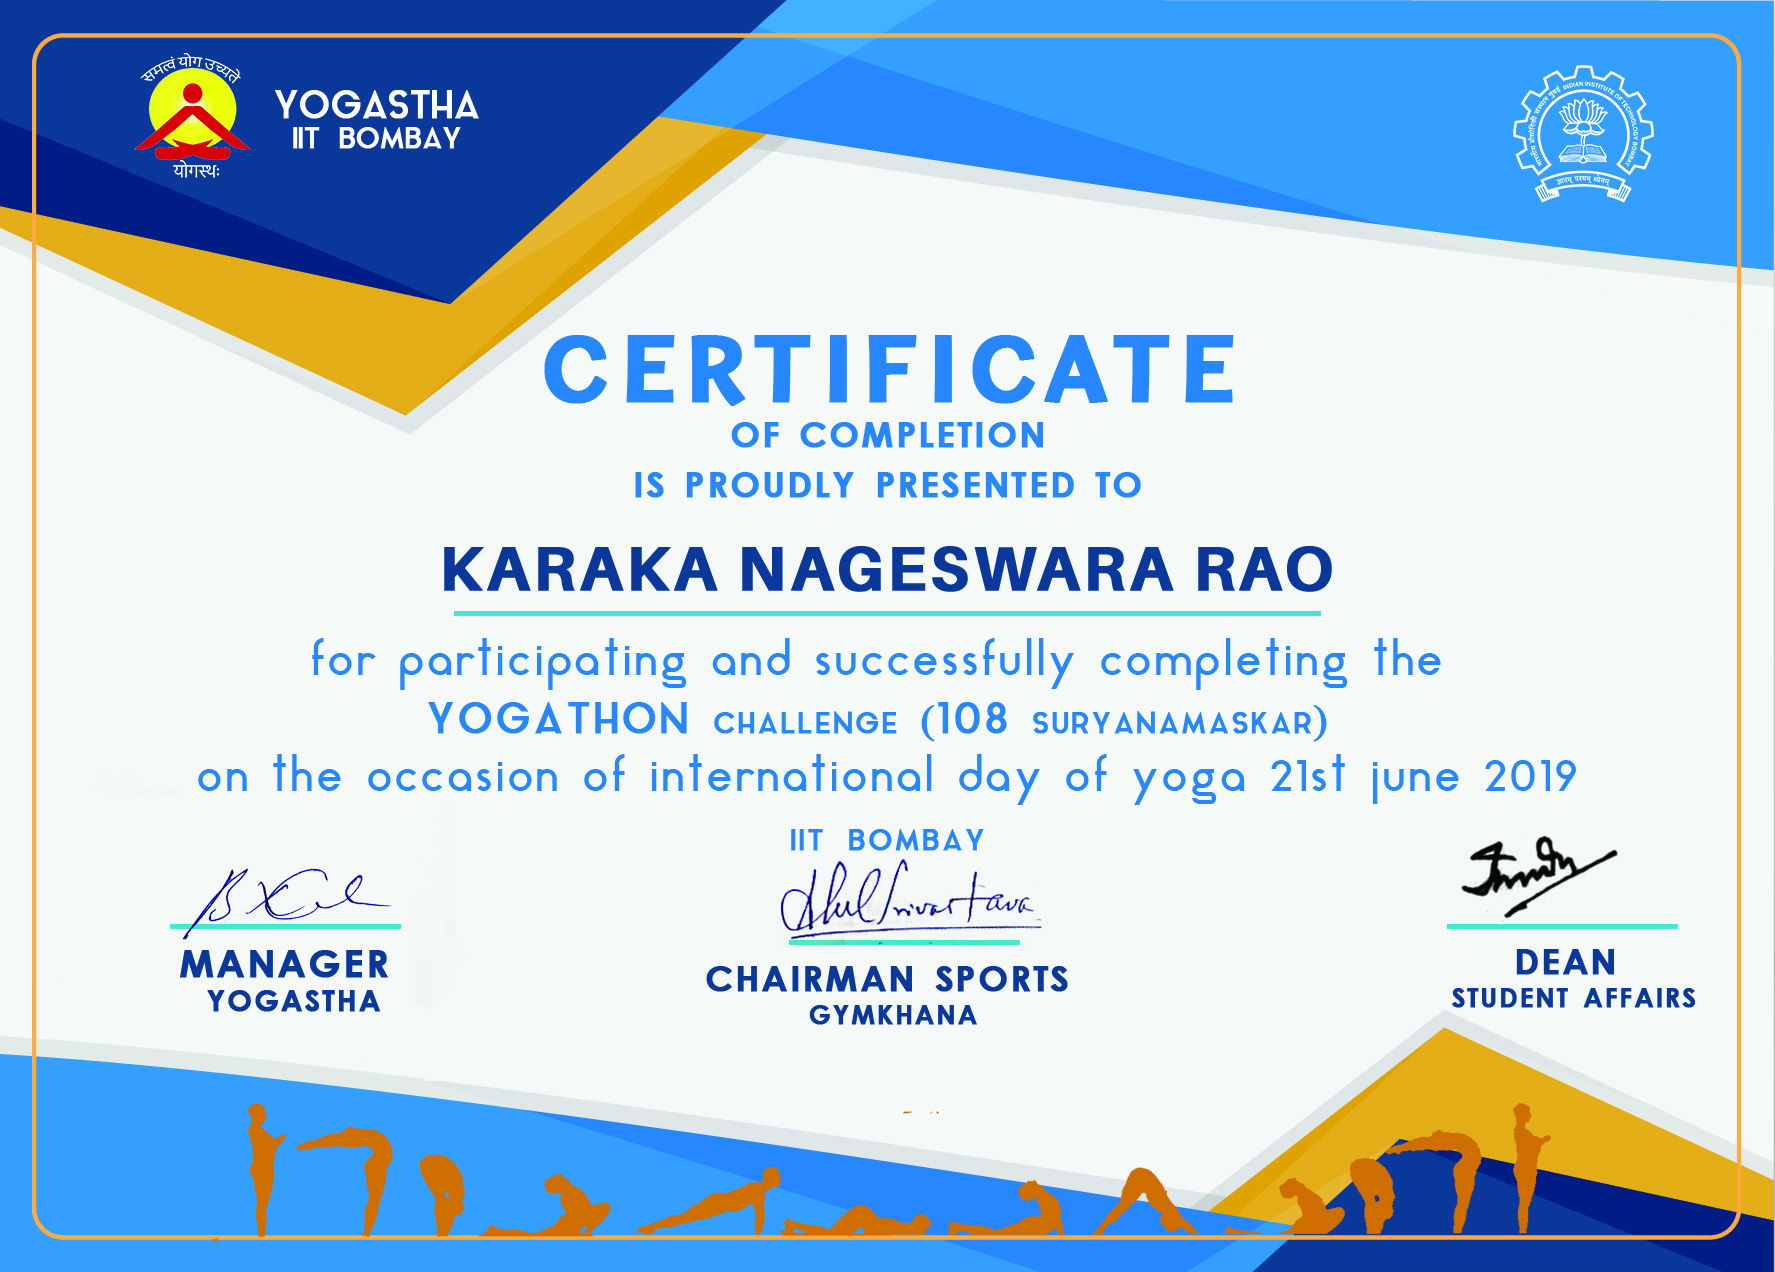 समत्वं योग उच्यते
योगस्थः
YOGASTHA
IIT BOMBAY
भारतीय प्रौद्योगिकी संस्थान मुंबई INDIAN INSTITUTE OF TECHNOLOGY BOMBAY
ज्ञानम् परमम् ध्येयम्
CERTIFICATE
OF COMPLETION
IS PROUDLY PRESENTED TO
KARAKA NAGESWARA RAO
for participating and successfully completing the
YOGATHON CHALLENGE (108 SURYANAMASKAR)
on the occasion of international day of yoga 21st june 2019
IIT BOMBAY
MANAGER
YOGASTHA
Srivastava
CHAIRMAN SPORTS
GYMKHANA
DEAN
STUDENT AFFAIRS